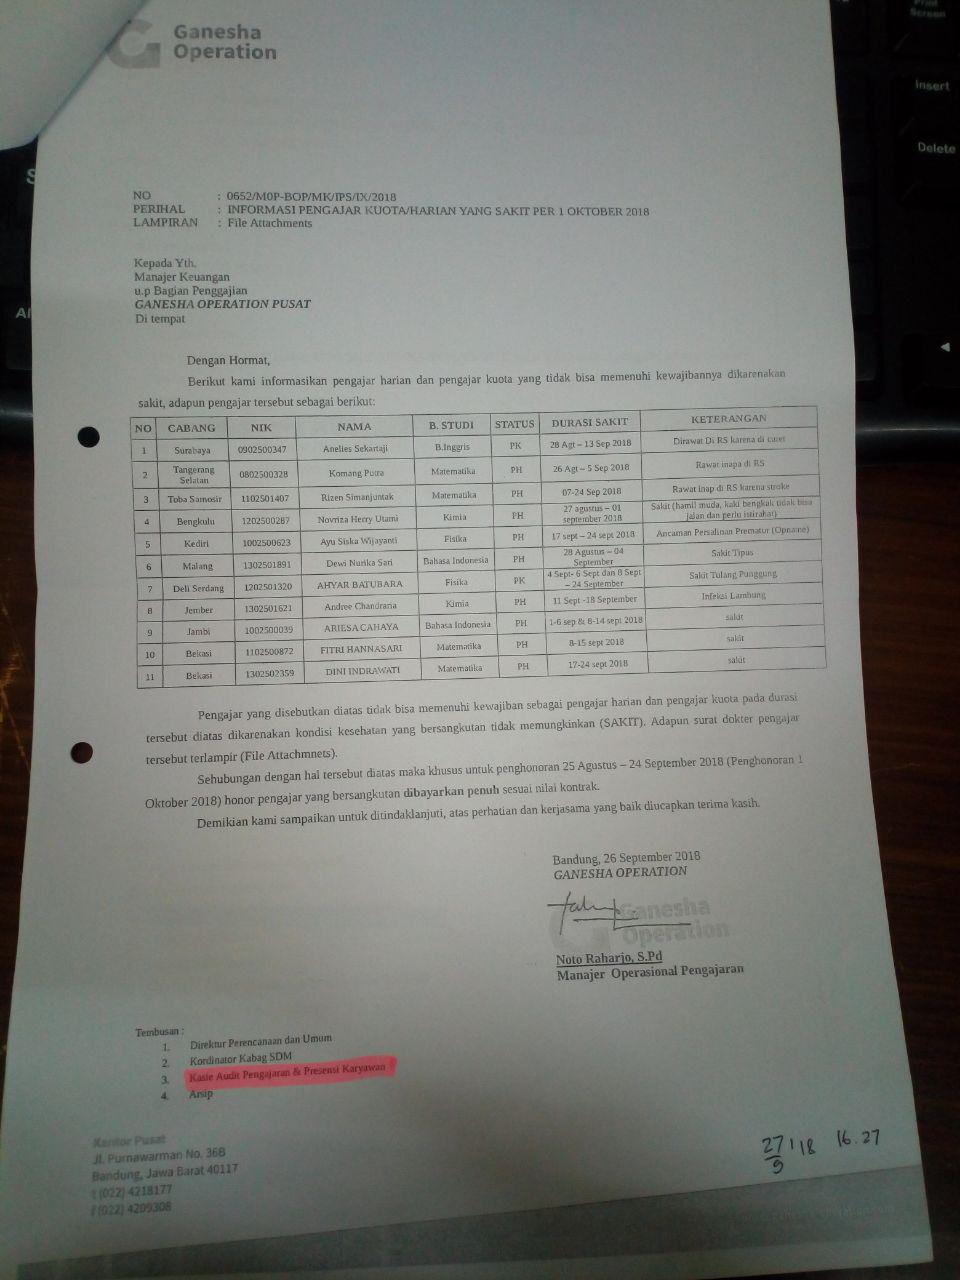 Ganesha
Operation
NO : 0652/M0P-BOP/MK/IPS/IX/2018
PERIHAL : INFORMASI PENGAJAR KUOTA/HARIAN YANG SAKIT PER 1 OKTOBER 2018
LAMPIRAN : File Attachments
Kepada Yth.
Manajer Keuangan
u.p Bagian Penggajian
GANESHA OPERATION PUSAT
Di tempat
Dengan Hormat,
Berikut kami informasikan pengajar harian dan pengajar kuota yang tidak bisa memenuhi kewajibannya dikarenakan
sakit, adapun pengajar tersebut sebagai berikut:
NO CABANG NIK NAMA B. STUDI STATUS DURASI SAKIT KETERANGAN
1 Surabaya 0902500347 Anelies Sekartaji B.Inggris PK 28 Agt – 13 Sep 2018 Dirawat Di RS karena di curet
2 Tangerang Selatan 0802500328 Komang Putra Matematika PH 26 Agt – 5 Sep 2018 Rawat inapa di RS
3 Toba Samosir 1102501407 Rizen Simanjuntak Matematika PH 07-24 Sep 2018 Rawat Inap di RS karena stroke
4 Bengkulu 1202500287 Novriza Herry Utami Kimia PH 27 agustus – 01 september 2018 Sakit (hamil muda, kaki bengkak tidak bisa jalan dan perlu istirahat)
5 Kediri 1002500623 Ayu Siska Wijayanti Fisika PH 17 sept – 24 sept 2018 Ancaman Persalinan Prematur (Opname)
6 Malang 1302501891 Dewi Nurika Sari Bahasa Indonesia PH 28 Agustus – 04 September Sakit Tipus
7 Deli Serdang 1202501320 AHYAR BATUBARA Fisika PK 4 Sept- 6 Sept dan 8 Sept – 24 September Sakit Tulang Punggung
8 Jember 1302501621 Andree Chandraria Kimia PH 11 Sept -18 September Infeksi Lambung
9 Jambi 1002500039 ARIESA CAHAYA Bahasa Indonesia PH 1-6 sep & 8-14 sept 2018 sakit
10 Bekasi 1102500872 FITRI HANNASARI Matematika PH 8-15 sept 2018 sakit
11 Bekasi 1302502359 DINI INDRAWATI Matematika PH 17-24 sept 2018 sakit
Pengajar yang disebutkan diatas tidak bisa memenuhi kewajiban sebagai pengajar harian dan pengajar kuota pada durasi
tersebut diatas dikarenakan kondisi kesehatan yang bersangkutan tidak memungkinkan (SAKIT). Adapun surat dokter pengajar
tersebut terlampir (File Attachmnets).
Sehubungan dengan hal tersebut diatas maka khusus untuk penghonoran 25 Agustus – 24 September 2018 (Penghonoran 1
Oktober 2018) honor pengajar yang bersangkutan dibayarkan penuh sesuai nilai kontrak.
Demikian kami sampaikan untuk ditindaklanjuti, atas perhatian dan kerjasama yang baik diucapkan terima kasih.
Bandung, 26 September 2018
GANESHA OPERATION
Ganesha
Operation
Noto Raharjo, S.Pd
Manajer Operasional Pengajaran
Tembusan :
1. Direktur Perencanaan dan Umum
2. Kordinator Kabag SDM
3. Kasie Audit Pengajaran & Presensi Karyawan
4. Arsip
Kantor Pusat
Jl. Purnawarman No. 36B
Bandung, Jawa Barat 40117
t (022) 4218177
f (022) 4209308
27/9 '18 16.27
Print
Screen
Insert
Delete